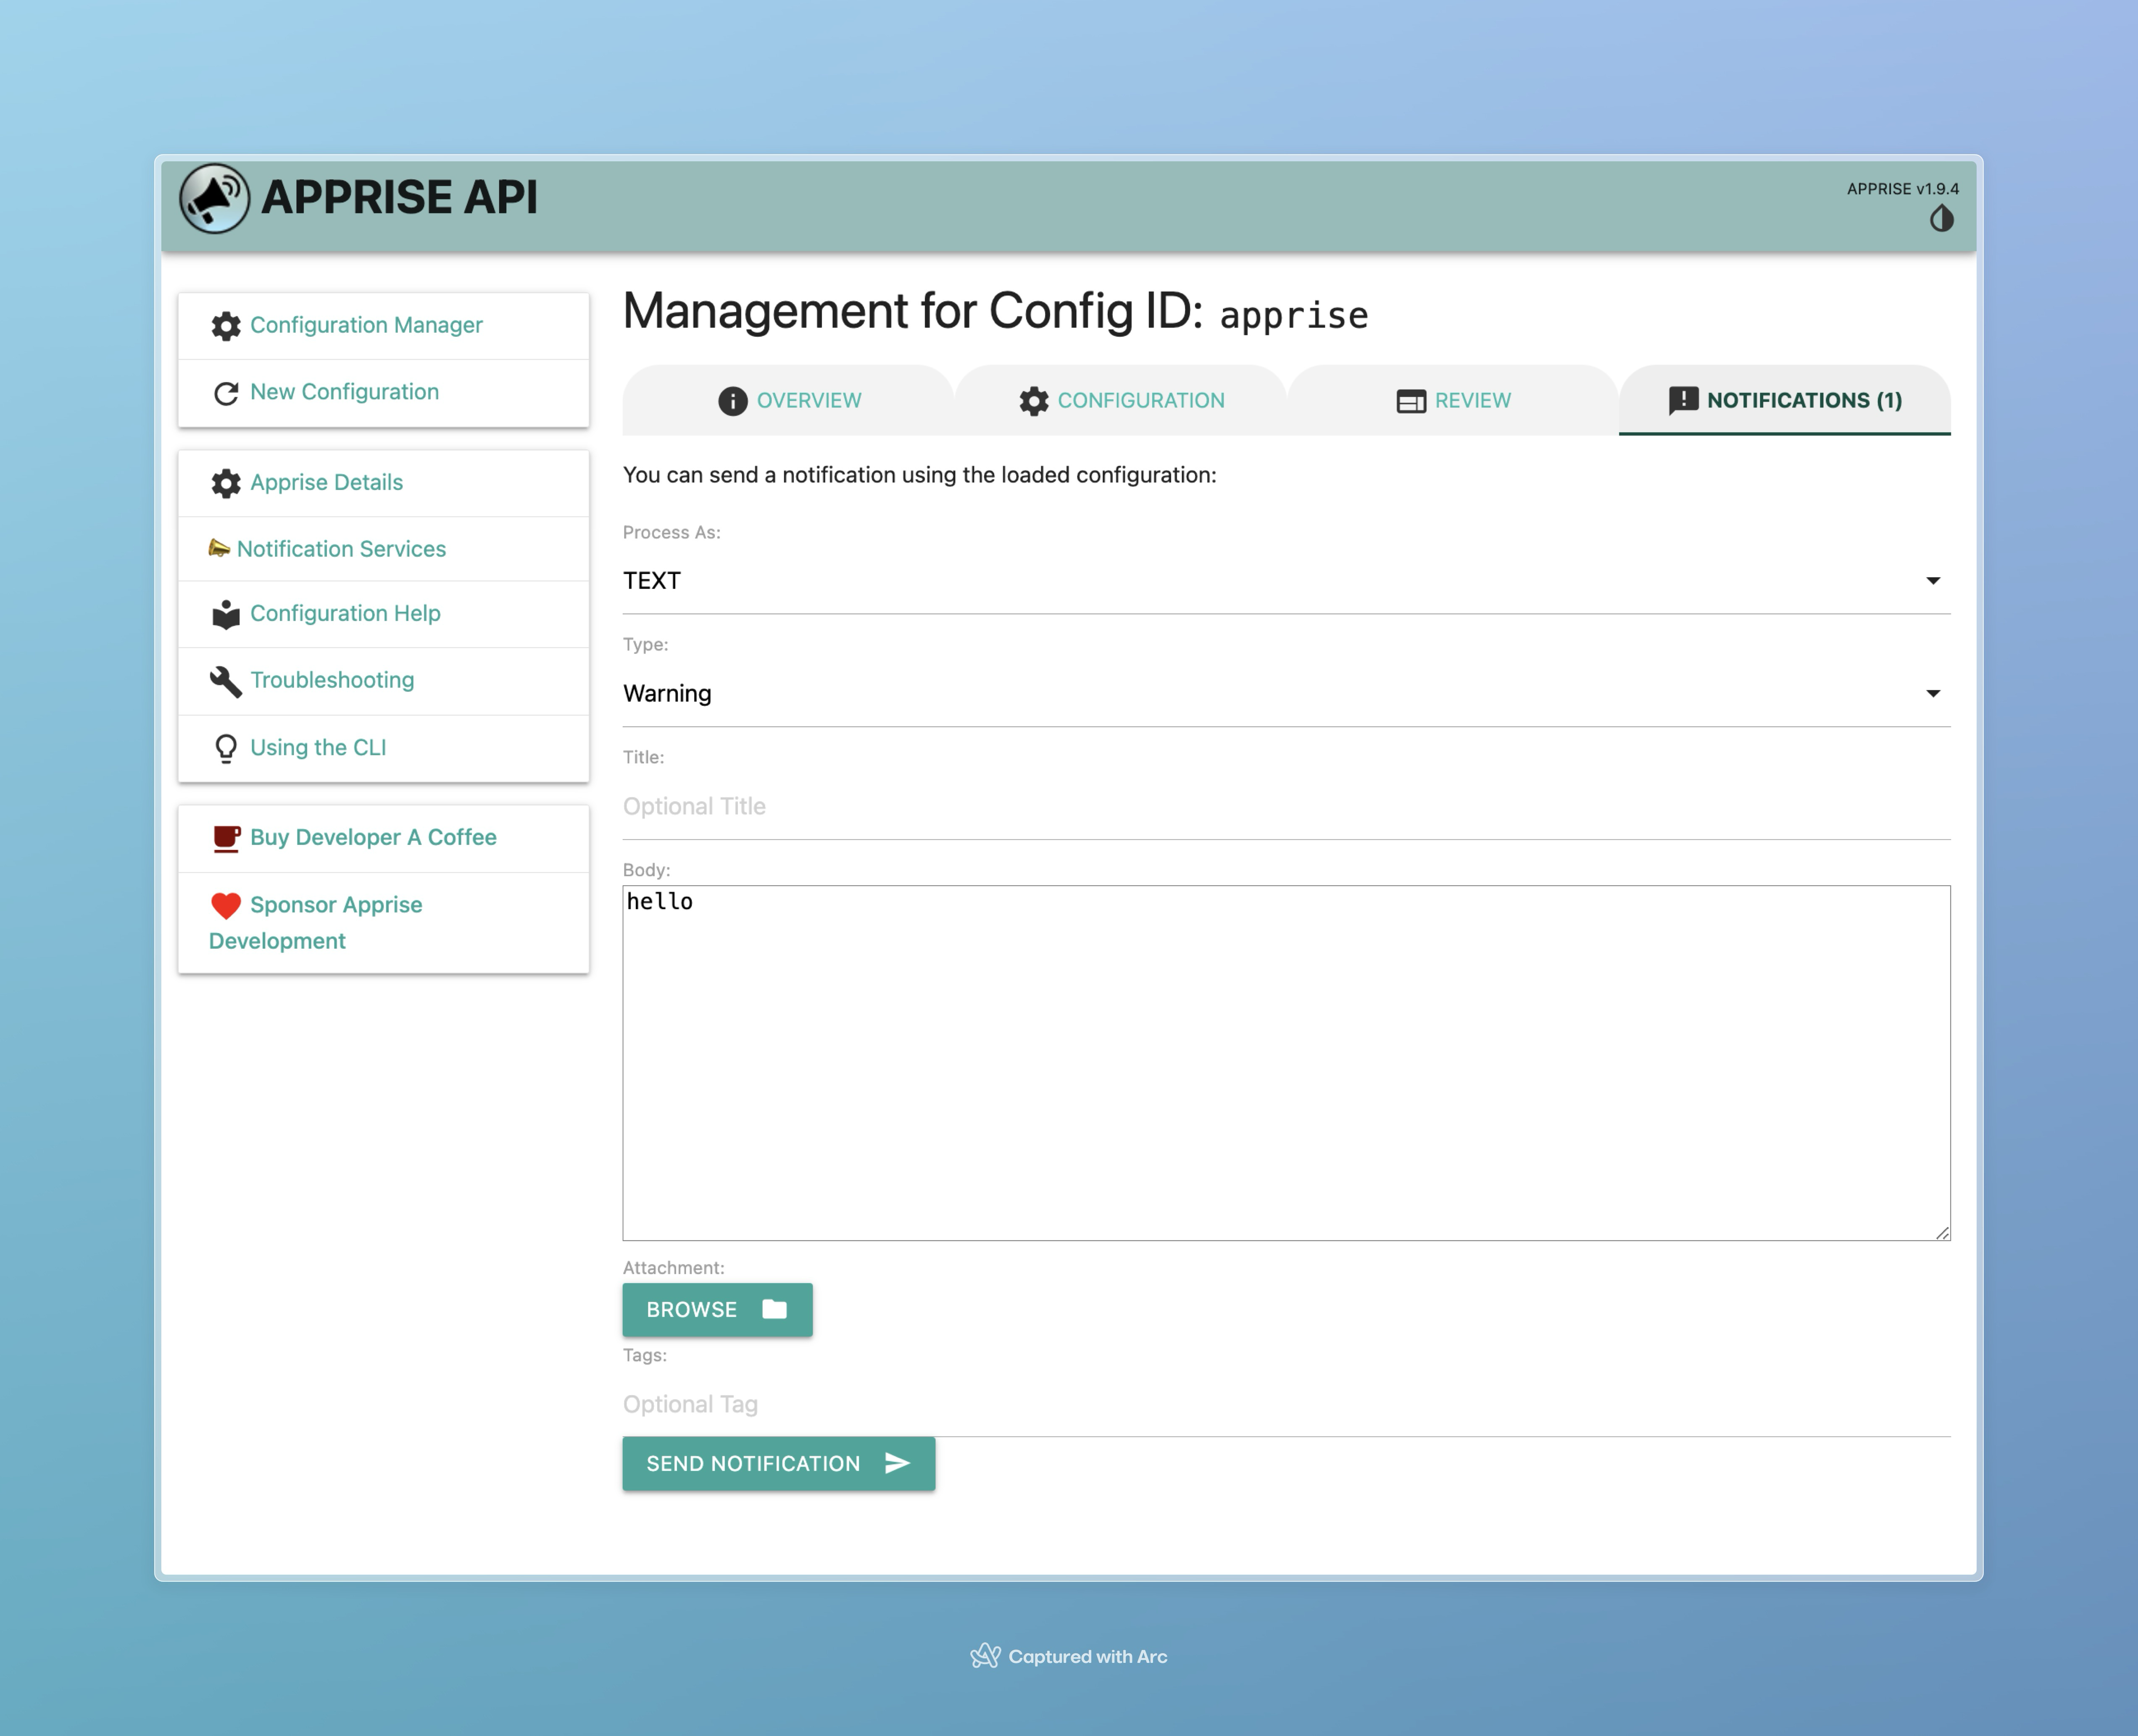 APPRISE API
APPRISE v1.9.4
Configuration Manager
New Configuration
Apprise Details
Notification Services
Configuration Help
Troubleshooting
Using the CLI
Buy Developer A Coffee
Sponsor Apprise
Development
Management for Config ID: apprise
OVERVIEW
CONFIGURATION
REVIEW
NOTIFICATIONS (1)
You can send a notification using the loaded configuration:
Process As:
TEXT
Type:
Warning
Title:
Optional Title
Body:
hello
Attachment:
BROWSE
Tags:
Optional Tag
SEND NOTIFICATION
Captured with Arc